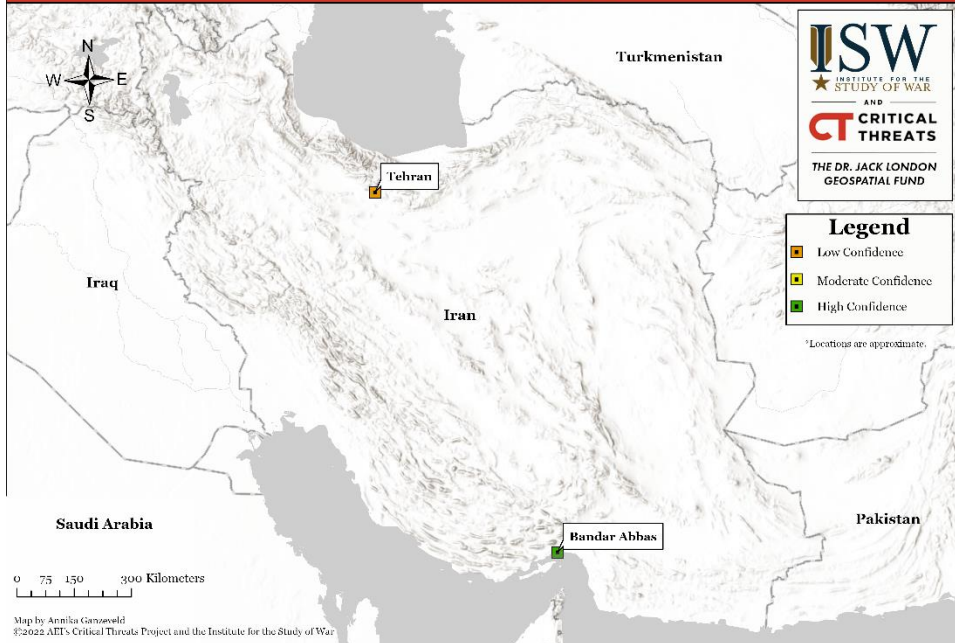 N
W E
S
Turkmenistan
ISW
INSTITUTE FOR THE
STUDY OF WAR
AND
CT CRITICAL
THREATS
THE DR. JACK LONDON
GEOSPATIAL FUND
Tehran
Legend
Low Confidence
Moderate Confidence
High Confidence
*Locations are approximate.
Iraq
Iran
Saudi Arabia
Pakistan
Bandar Abbas
0 75 150 300 Kilometers
Map by Annika Ganzeveld
©2022 AEI's Critical Threats Project and the Institute for the Study of War